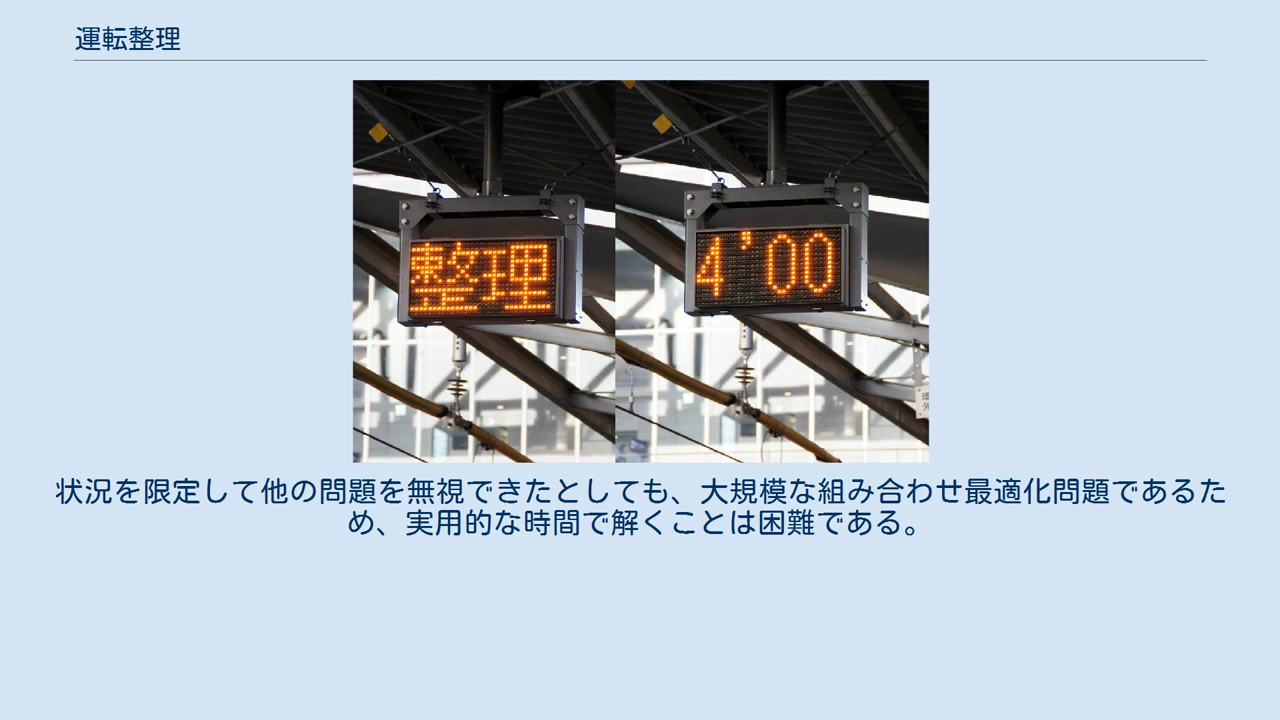 運転整理
整理
4'00
状況を限定して他の問題を無視できたとしても、大規模な組み合わせ最適化問題であるた
め、実用的な時間で解くことは困難である。